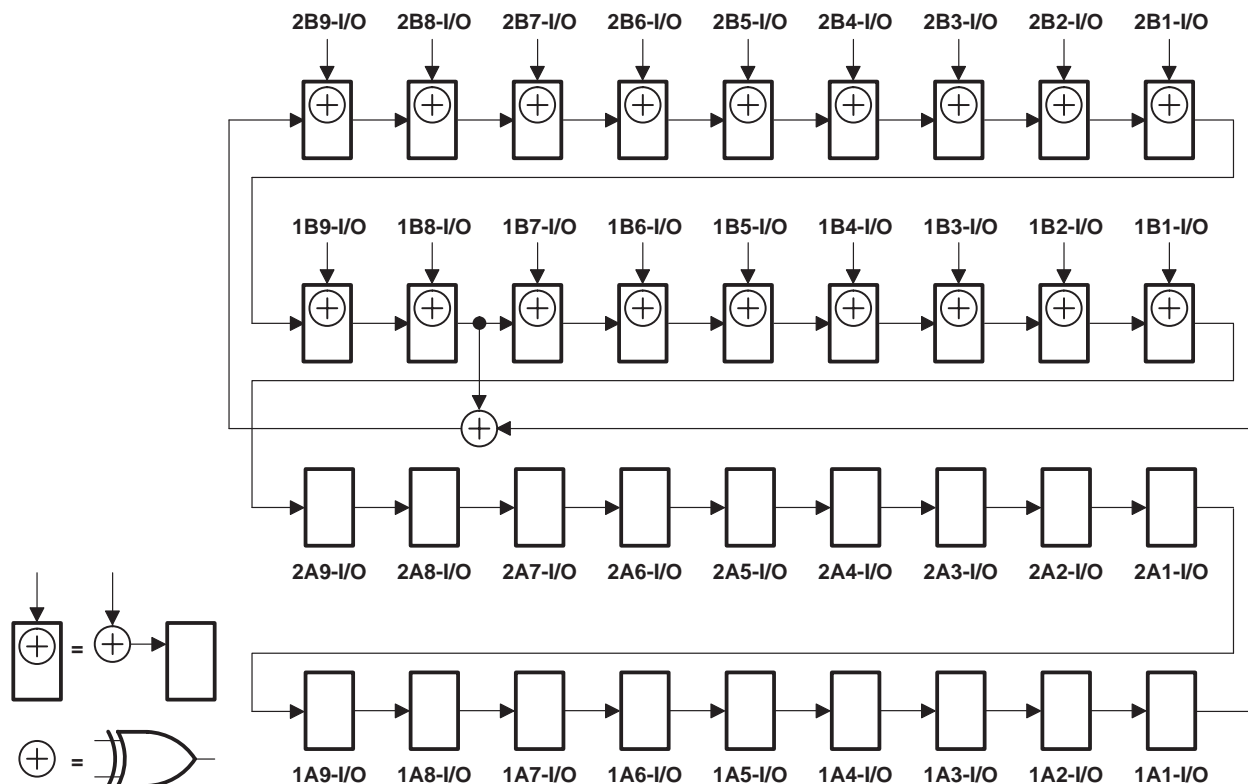 2B9-I/O 2B8-I/O 2B7-I/O 2B6-I/O 2B5-I/O 2B4-I/O 2B3-I/O 2B2-I/O 2B1-I/O
1B9-I/O 1B8-I/O 1B7-I/O 1B6-I/O 1B5-I/O 1B4-I/O 1B3-I/O 1B2-I/O 1B1-I/O
2A9-I/O 2A8-I/O 2A7-I/O 2A6-I/O 2A5-I/O 2A4-I/O 2A3-I/O 2A2-I/O 2A1-I/O
=
=
1A9-I/O 1A8-I/O 1A7-I/O 1A6-I/O 1A5-I/O 1A4-I/O 1A3-I/O 1A2-I/O 1A1-I/O